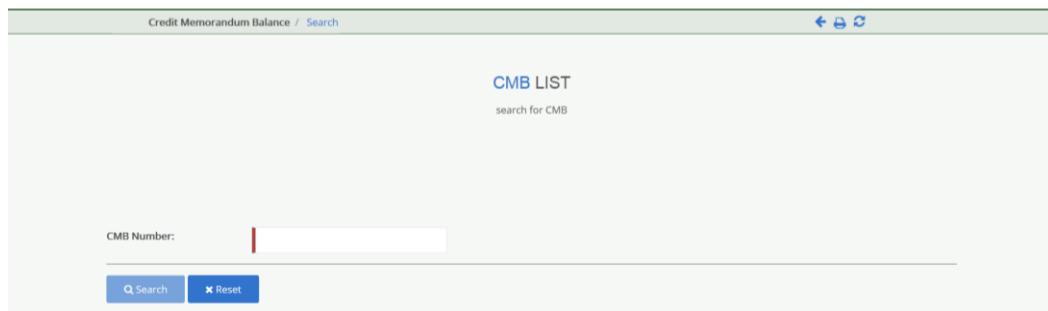 Credit Memorandum Balance / Search
CMB LIST
search for CMB
CMB Number:
Search
Reset